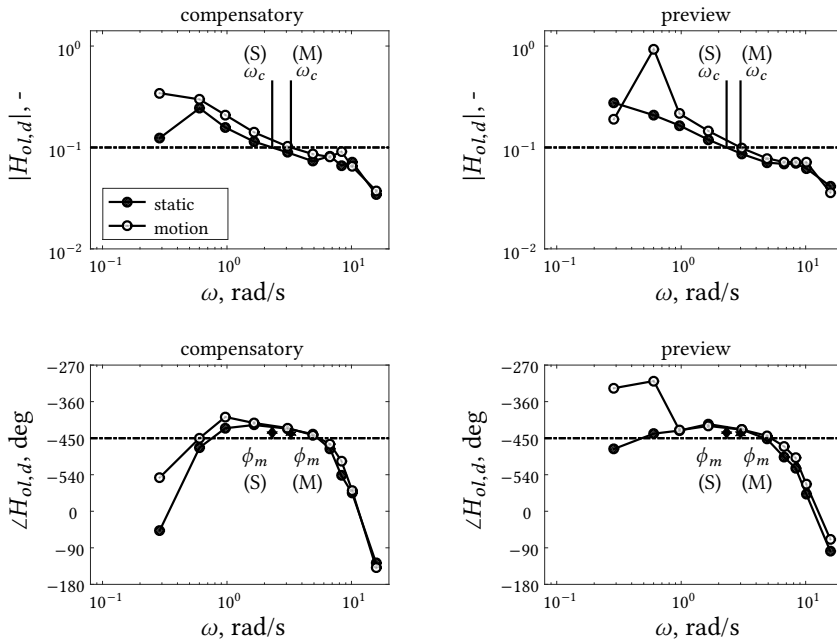 compensatory
preview
|H_ol,d|, -
10^0
10^-1
10^-2
(S) (M)
ω_c ω_c
static
motion
10^-1 10^0 10^1
ω, rad/s
|H_ol,d|, -
10^0
10^-1
10^-2
(S) (M)
ω_c ω_c
10^-1 10^0 10^1
ω, rad/s
compensatory
preview
∠H_ol,d, deg
−270
−360
−450
−540
0
−90
−180
ϕ_m ϕ_m
(S) (M)
10^-1 10^0 10^1
ω, rad/s
∠H_ol,d, deg
−270
−360
−450
−540
0
−90
−180
ϕ_m ϕ_m
(S) (M)
10^-1 10^0 10^1
ω, rad/s